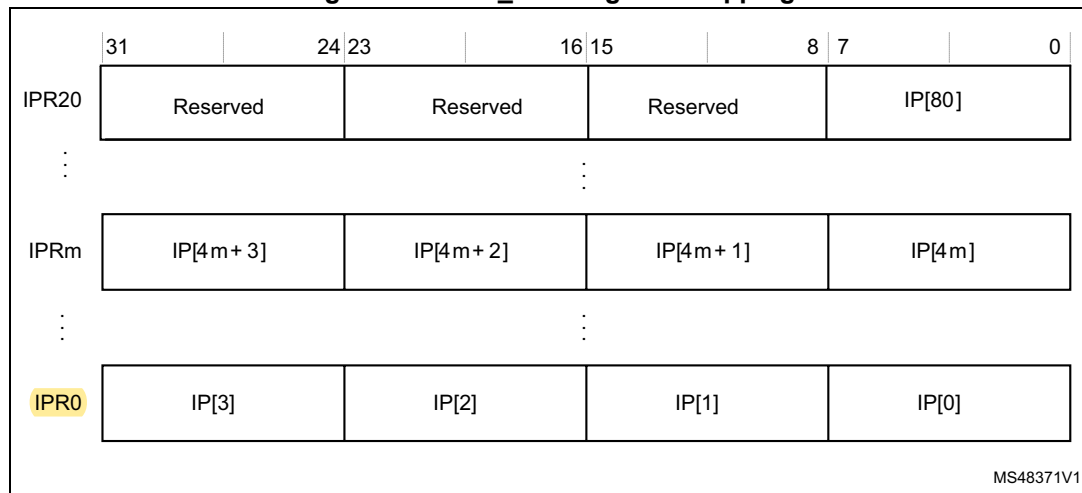 31 24 23 16 15 8 7 0
IPR20 Reserved Reserved Reserved IP[80]
IPRm IP[4m+3] IP[4m+2] IP[4m+1] IP[4m]
IPR0 IP[3] IP[2] IP[1] IP[0]
MS48371V1